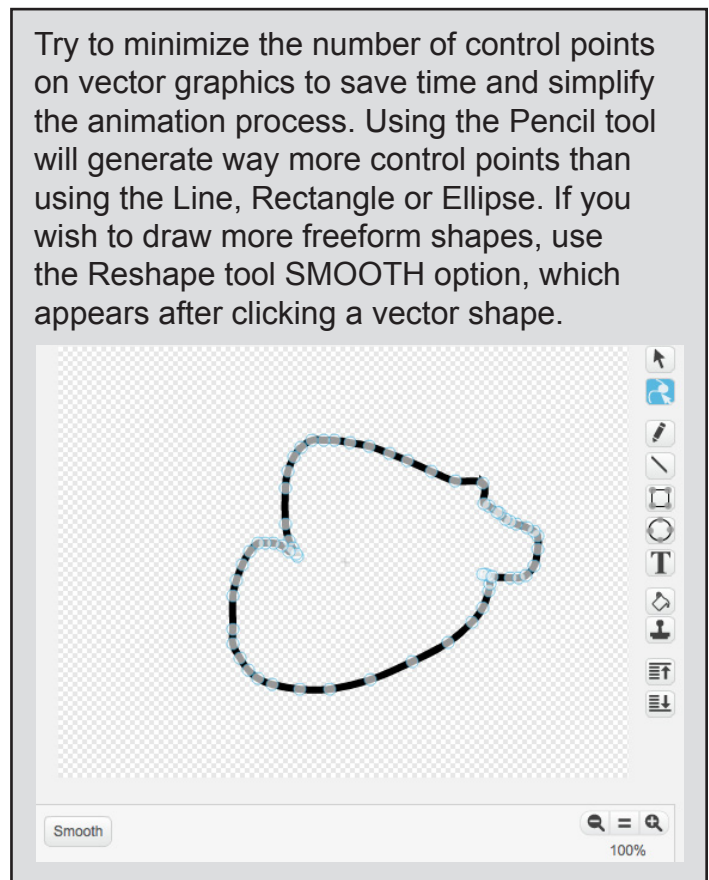 Try to minimize the number of control points
on vector graphics to save time and simplify
the animation process. Using the Pencil tool
will generate way more control points than
using the Line, Rectangle or Ellipse. If you
wish to draw more freeform shapes, use
the Reshape tool SMOOTH option, which
appears after clicking a vector shape.
T
Smooth
100%